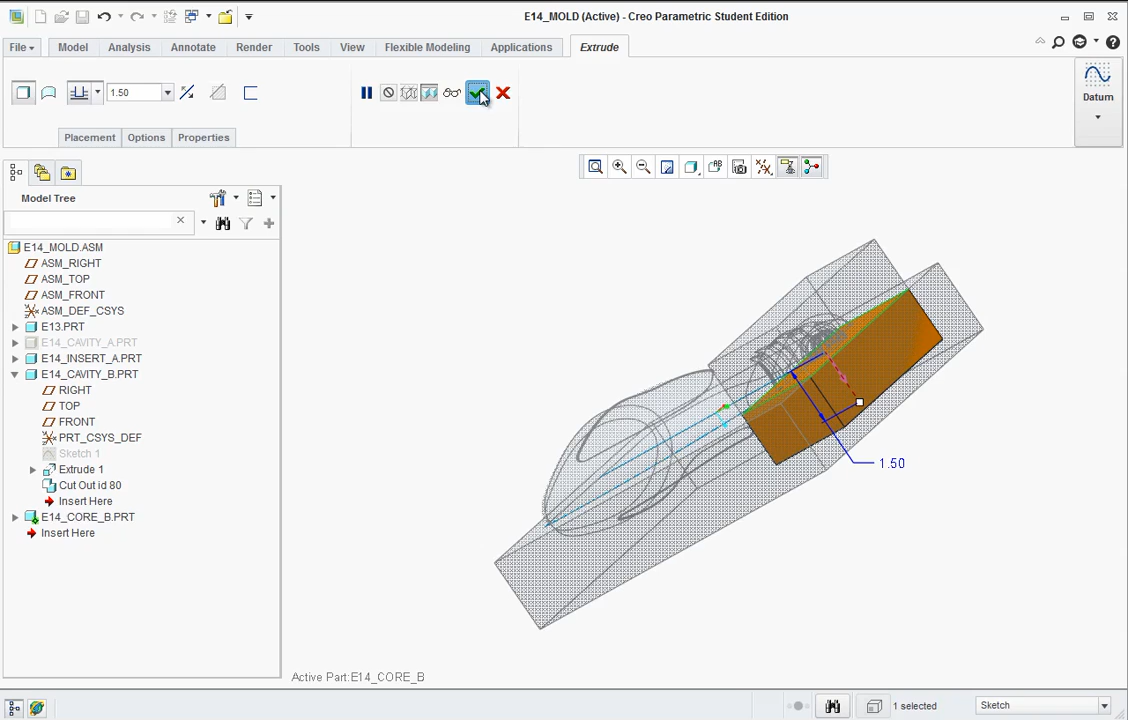 E14_MOLD (Active) - Creo Parametric Student Edition
File Model Analysis Annotate Render Tools View Flexible Modeling Applications Extrude
1.50
Datum
Placement Options Properties
Model Tree
E14_MOLD.ASM
ASM_RIGHT
ASM_TOP
ASM_FRONT
ASM_DEF_CSYS
E13.PRT
E14_CAVITY_A.PRT
E14_INSERT_A.PRT
E14_CAVITY_B.PRT
RIGHT
TOP
FRONT
PRT_CSYS_DEF
Sketch 1
Extrude 1
Cut Out id 80
Insert Here
E14_CORE_B.PRT
Insert Here
1.50
Active Part:E14_CORE_B
1 selected
Sketch